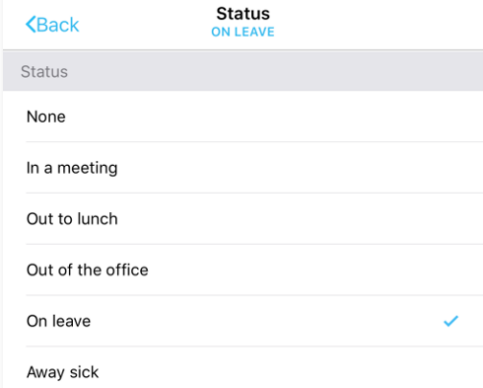 Back
Status
ON LEAVE
Status
None
In a meeting
Out to lunch
Out of the office
On leave
Away sick